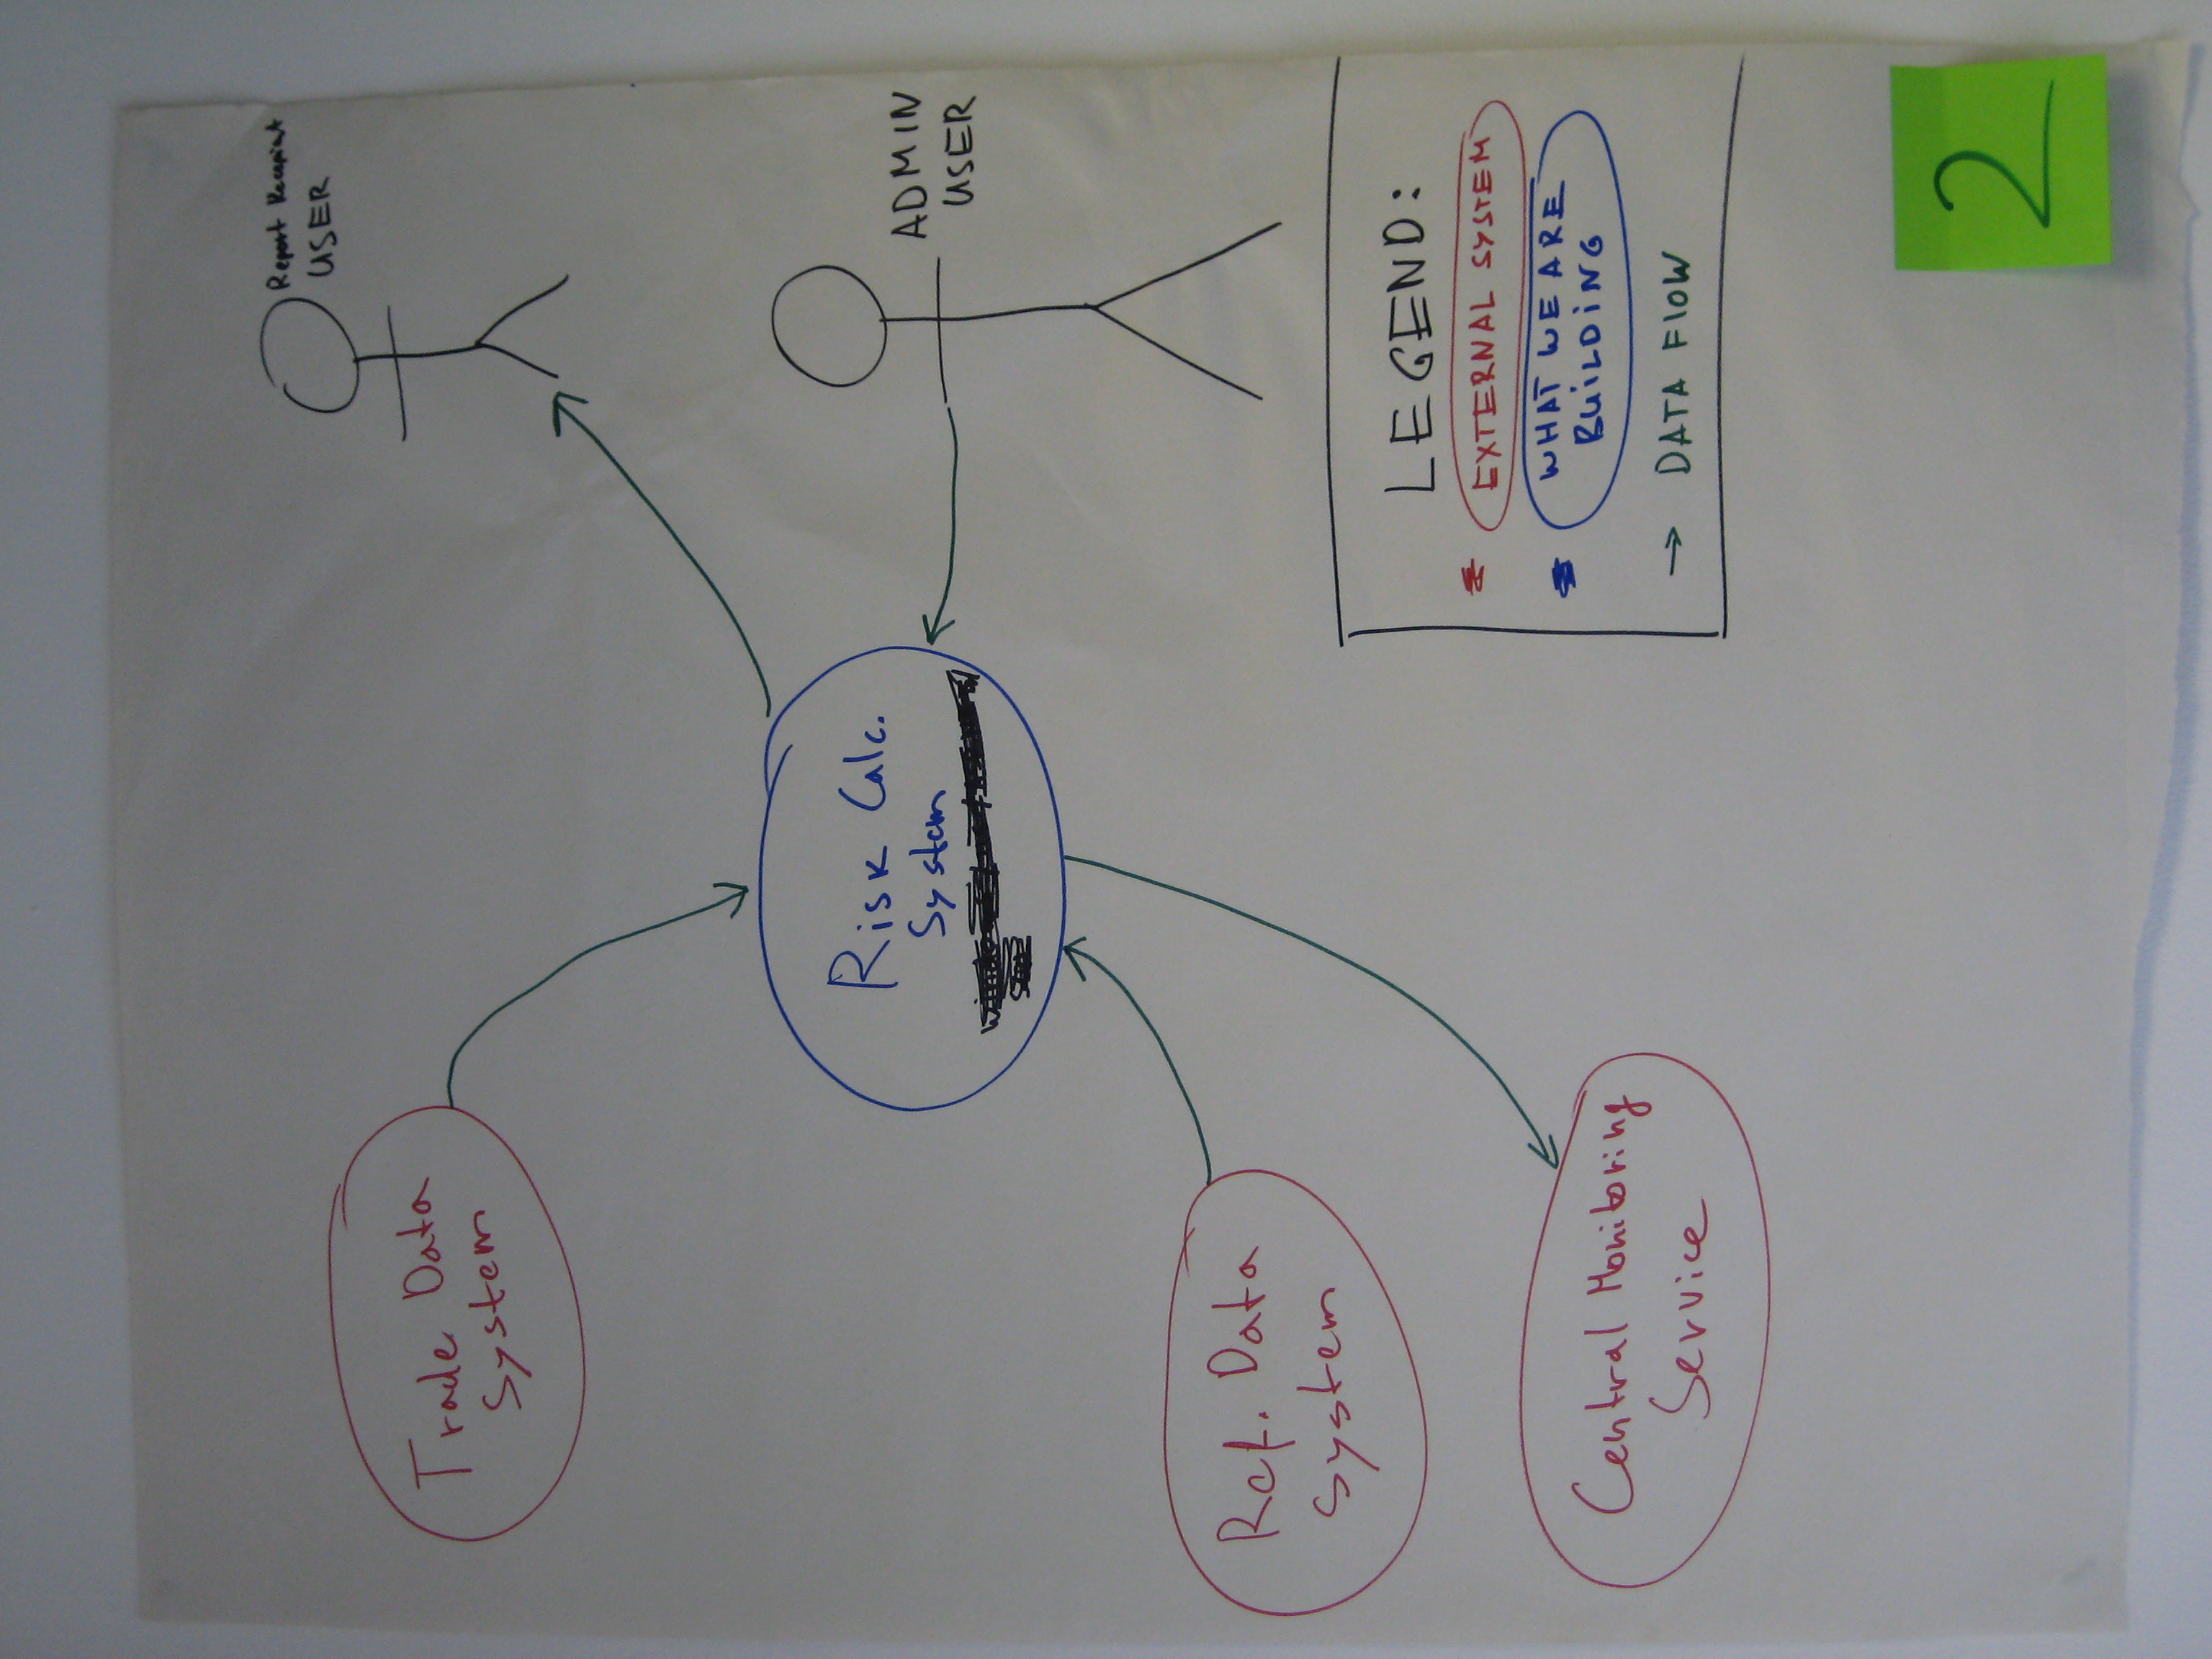 Report Recepient
USER
Trade Data
System
Risk Calc.
System
ADMIN
USER
Ref. Data
System
Central Monitoring
Service
LEGEND:
EXTERNAL SYSTEM
WHAT WE ARE
BUILDING
→ DATA FLOW
2